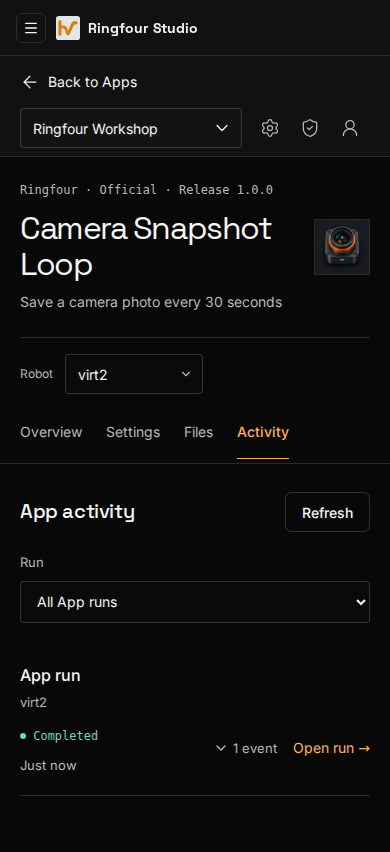 Ringfour Studio
Back to Apps
Ringfour Workshop
Ringfour · Official · Release 1.0.0
Camera Snapshot
Loop
Save a camera photo every 30 seconds
Robot
virt2
Overview Settings Files Activity
App activity
Refresh
Run
All App runs
App run
virt2
Completed
1 event
Open run →
Just now